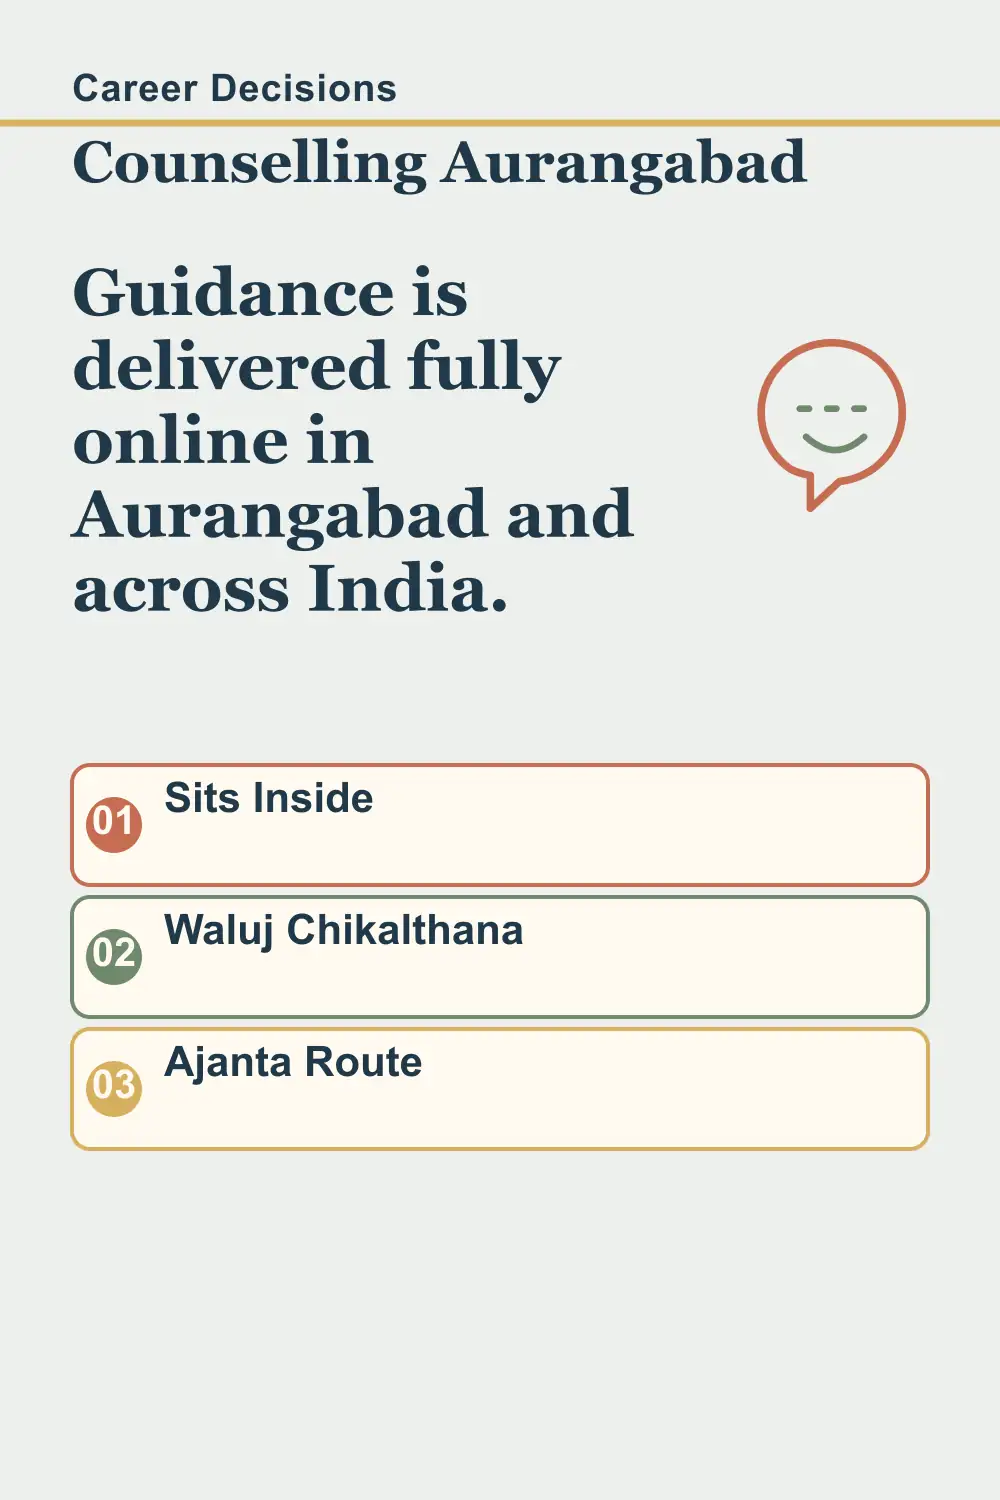 Career Decisions
Counselling Aurangabad
Guidance is
delivered fully
online in
Aurangabad and
across India.
01 Sits Inside
02 Waluj Chikalthana
03 Ajanta Route